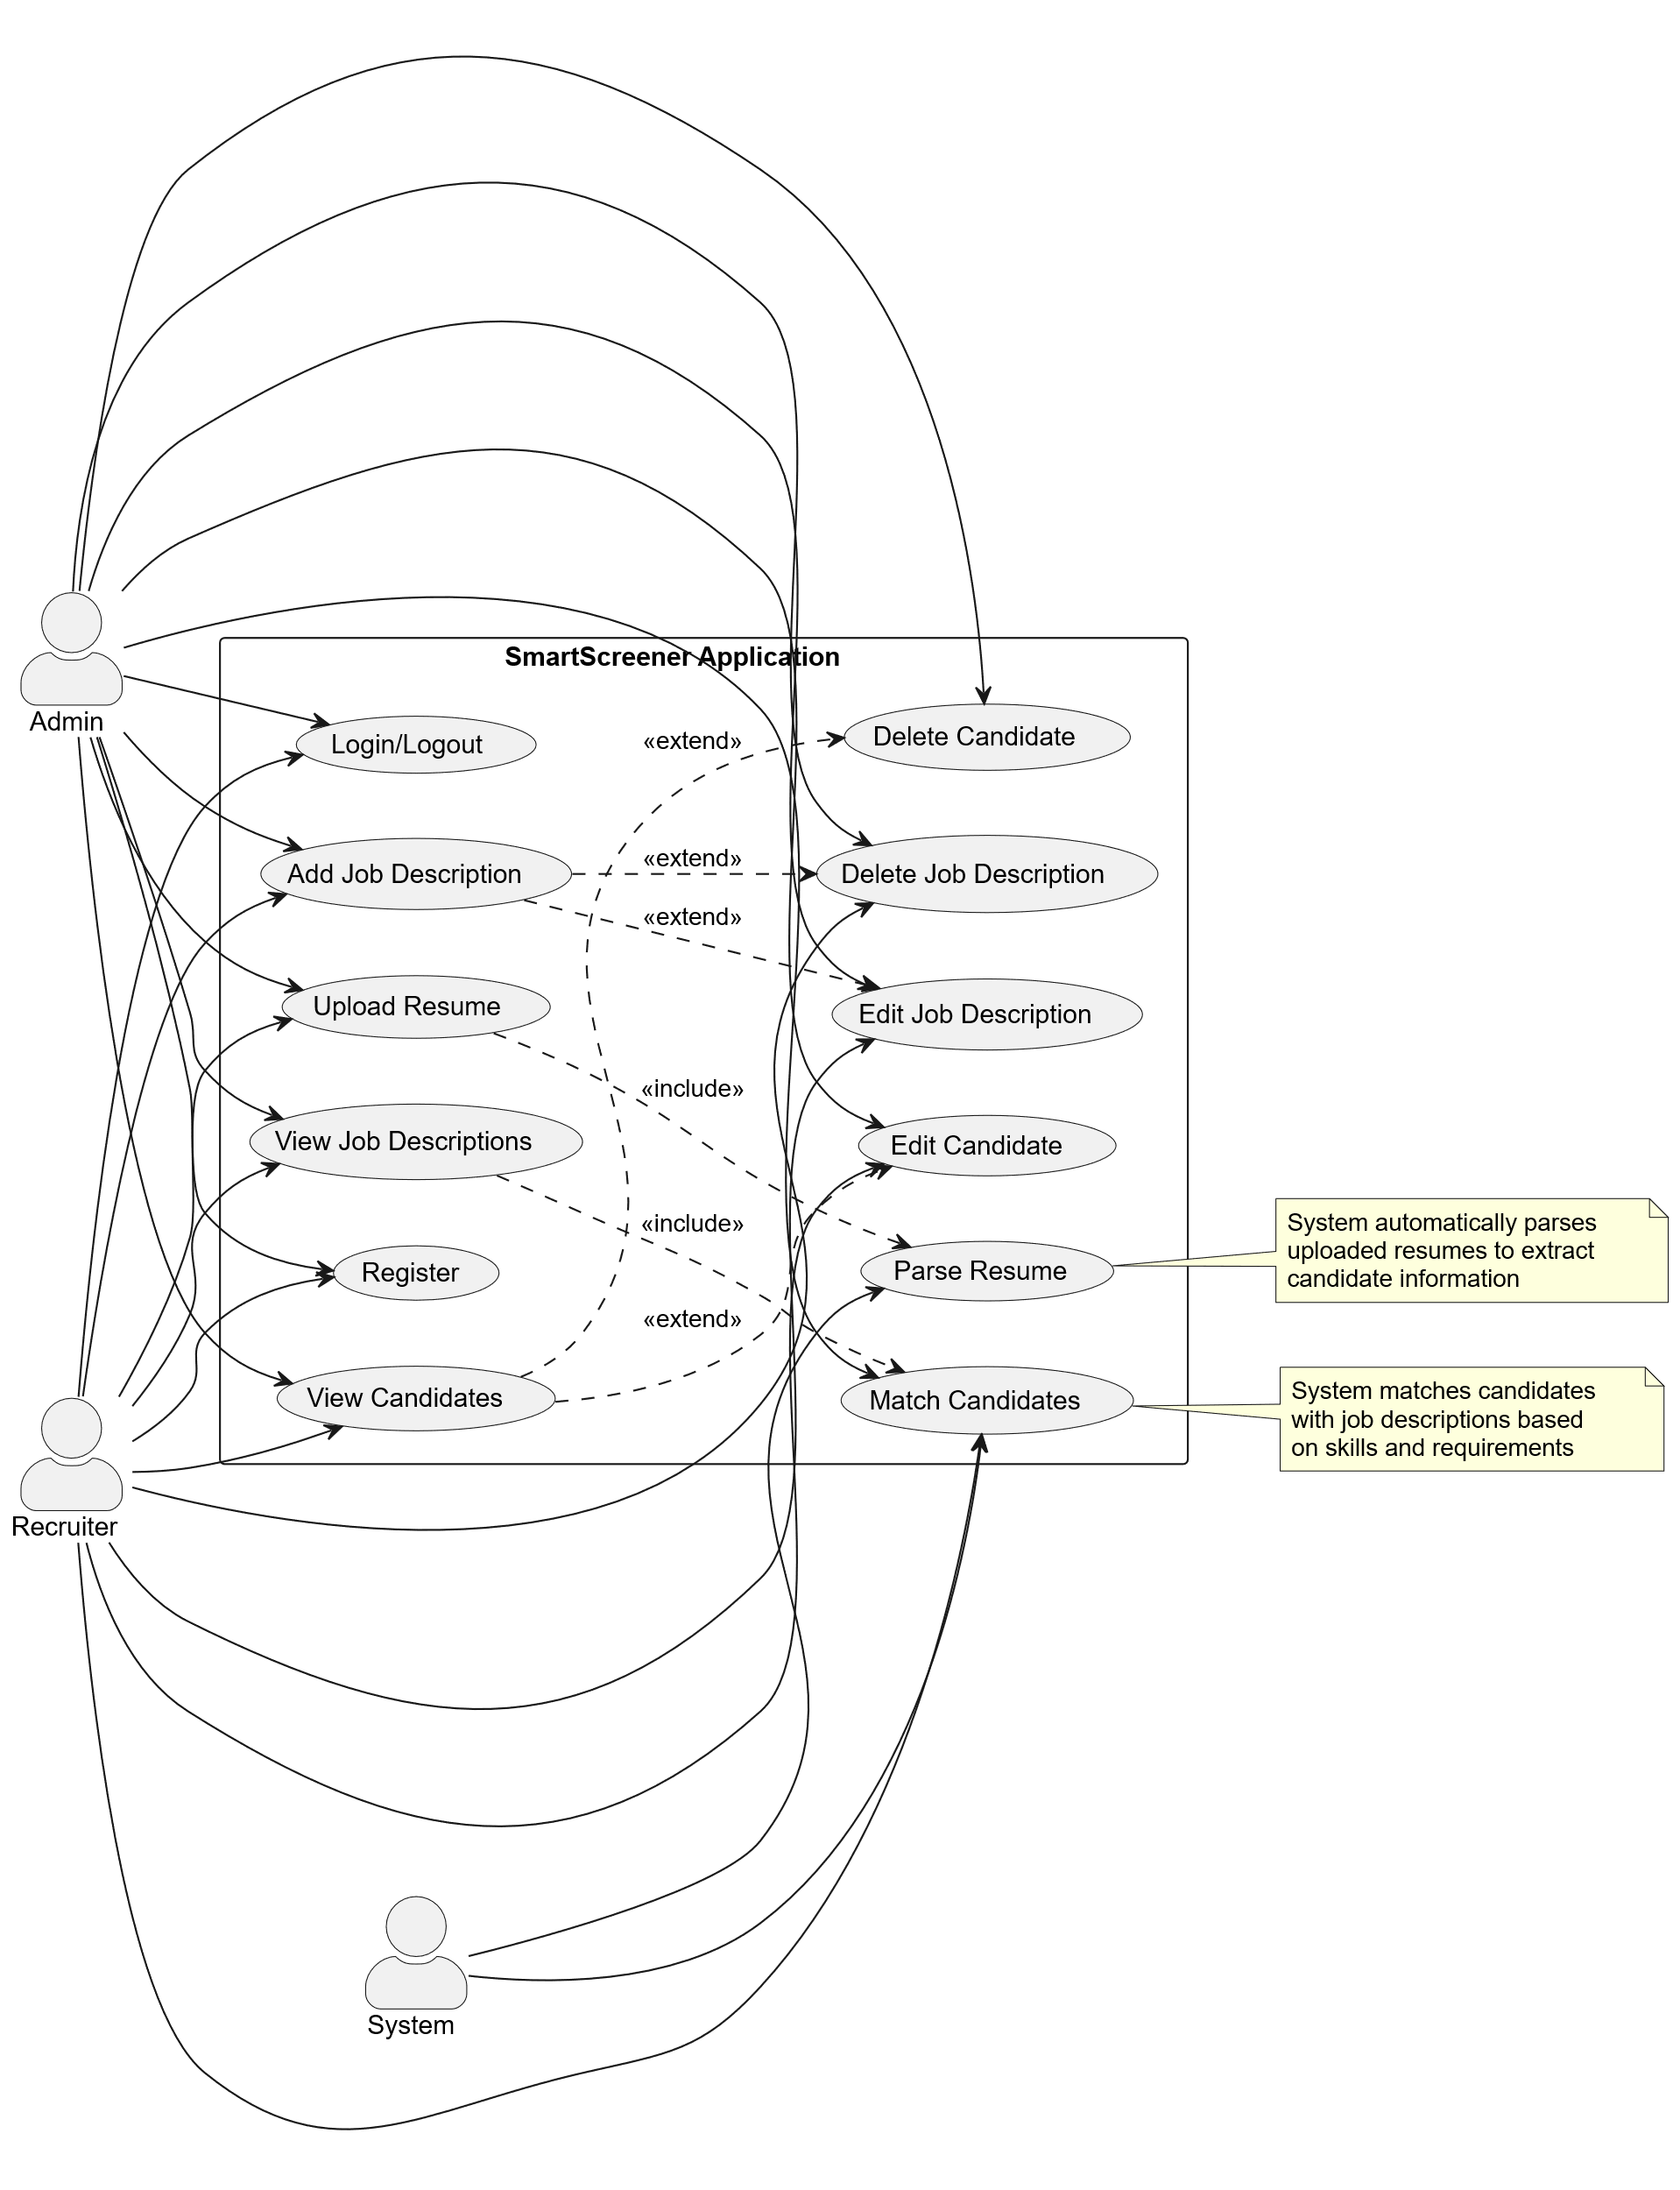 SmartScreener Application
Admin
Login/Logout
«extend»
Delete Candidate
Add Job Description
«extend»
Delete Job Description
«extend»
Upload Resume
Edit Job Description
«include»
View Job Descriptions
Edit Candidate
«include»
Register
Parse Resume
System automatically parses
uploaded resumes to extract
candidate information
«extend»
View Candidates
Match Candidates
System matches candidates
with job descriptions based
on skills and requirements
Recruiter
System